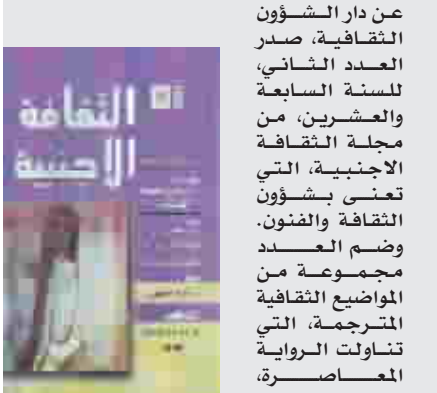 عن دار الشؤون
الثقافية، صدر
العدد الثاني،
للسنة السابعة
والعشرين، من
مجلة الثقافة
الاجنبية، التي
تعنى بشؤون
الثقافة والفنون.
وضم العدد
مجموعة من
المواضيع الثقافية
المترجمة، التي
تناولت الرواية
المعاصرة،
الثقافة
الأجنبية